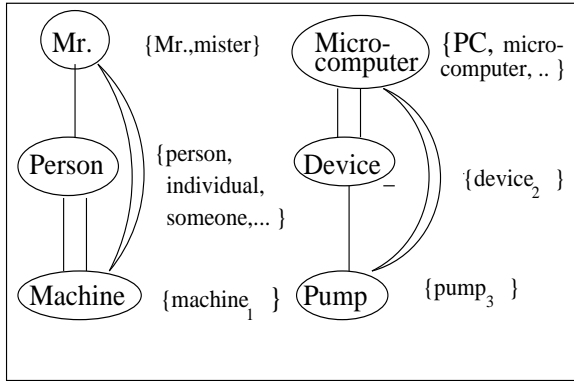 Mr.
{Mr.,mister}
Person
{person,
individual,
someone,... }
Machine
{machine1 }
Micro-
computer
{PC, micro-
computer, .. }
Device
{device2 }
Pump
{pump3 }